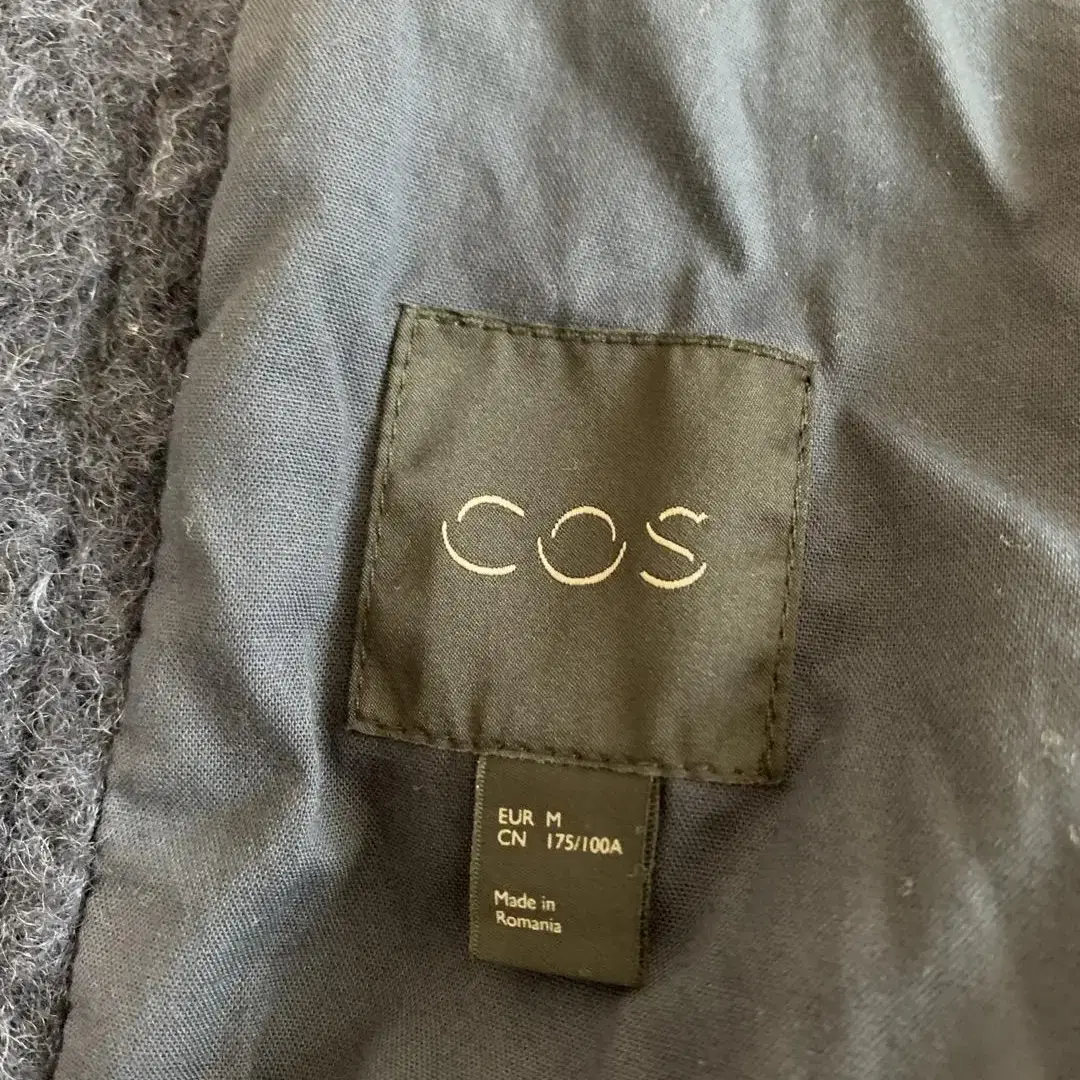 COS
EUR M
CN 175/100A
Made in
Romania